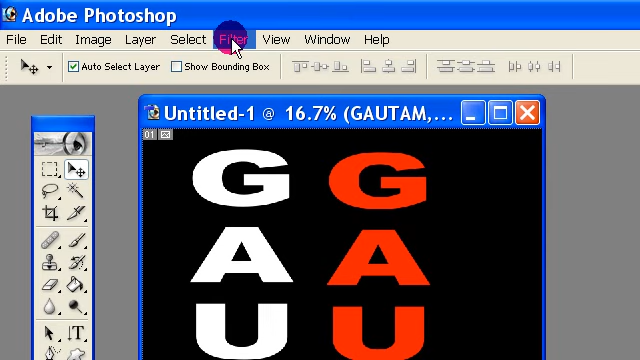 Adobe Photoshop
File Edit Image Layer Select Filter View Window Help
Auto Select Layer Show Bounding Box
Untitled-1 @ 16.7% (GAUTAM,...
01
G G
A A
U U
T